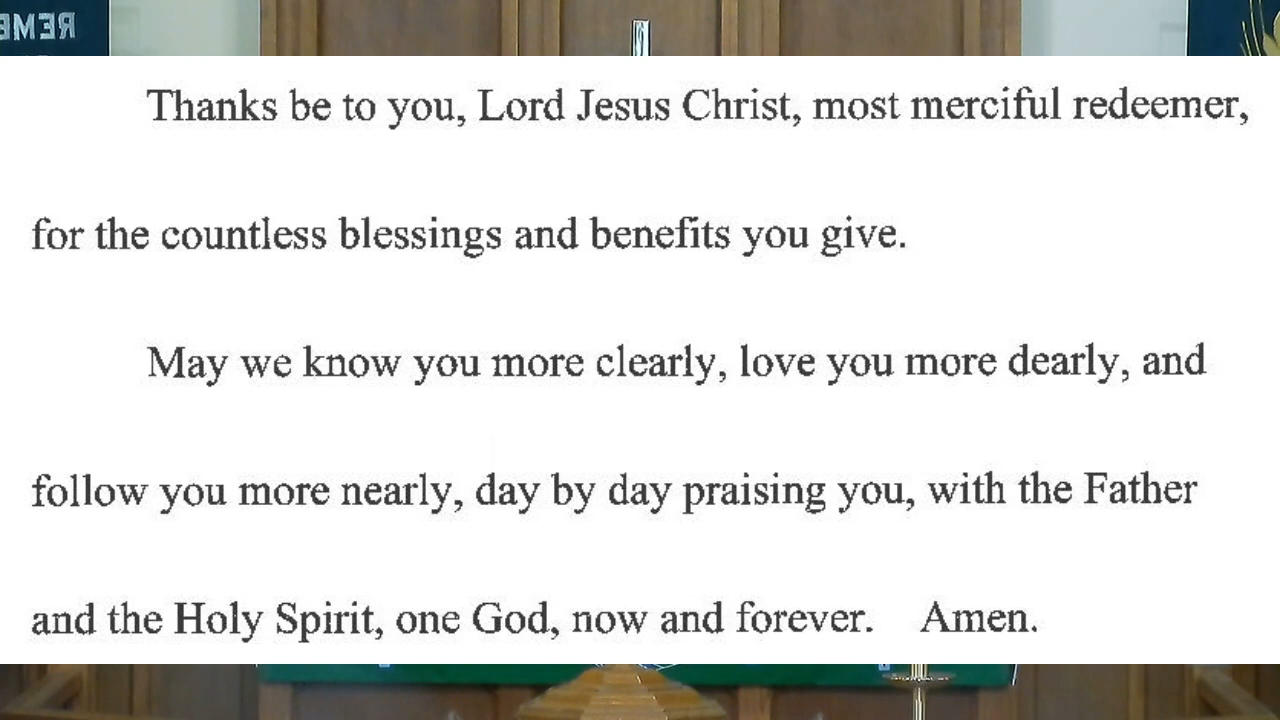 REME
Thanks be to you, Lord Jesus Christ, most merciful redeemer,
for the countless blessings and benefits you give.
May we know you more clearly, love you more dearly, and
follow you more nearly, day by day praising you, with the Father
and the Holy Spirit, one God, now and forever. Amen.